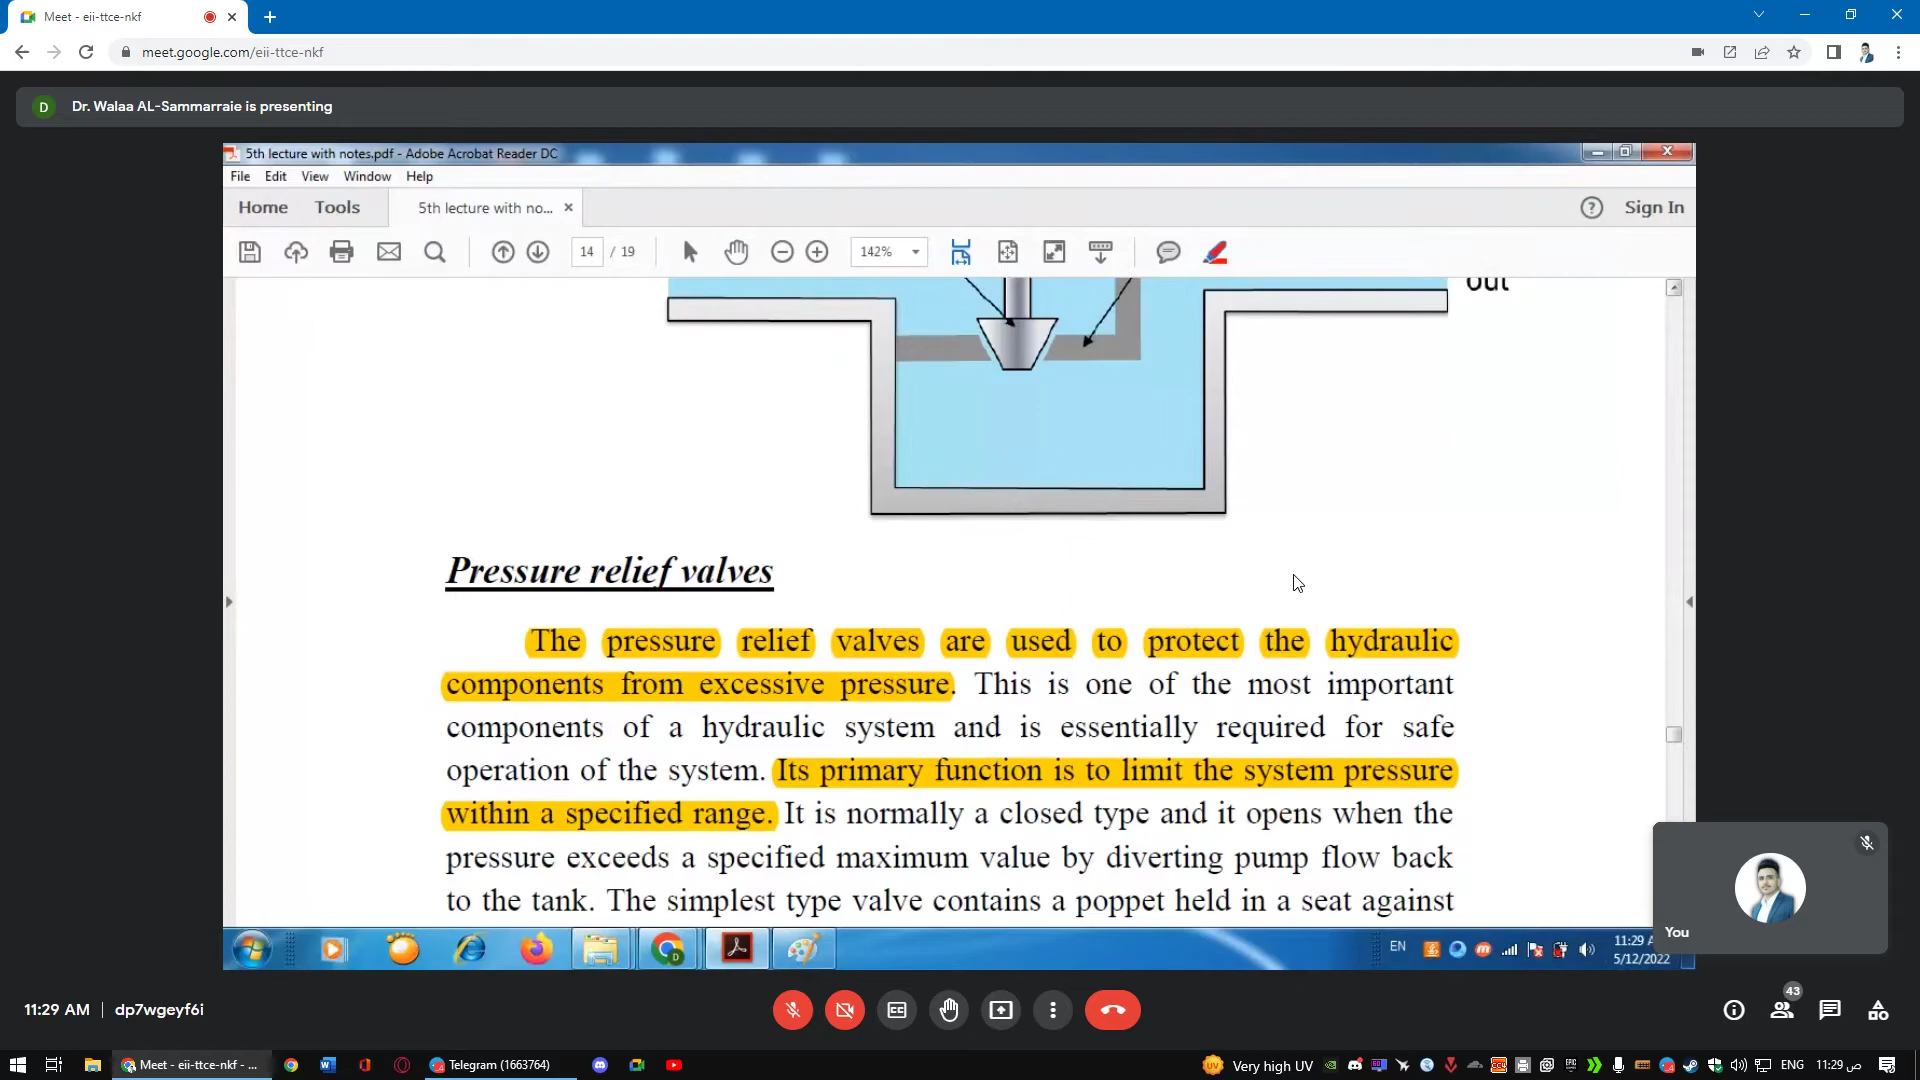 Meet - eii-ttce-nkf
meet.google.com/eii-ttce-nkf
D
Dr. Walaa AL-Sammarraie is presenting
5th lecture with notes.pdf - Adobe Acrobat Reader DC
File Edit View Window Help
Home Tools 5th lecture with no... Sign In
14 / 19 142%
out
Pressure relief valves
The pressure relief valves are used to protect the hydraulic
components from excessive pressure. This is one of the most important
components of a hydraulic system and is essentially required for safe
operation of the system. Its primary function is to limit the system pressure
within a specified range. It is normally a closed type and it opens when the
pressure exceeds a specified maximum value by diverting pump flow back
to the tank. The simplest type valve contains a poppet held in a seat against
You
EN
11:29 A
5/12/2022
11:29 AM | dp7wgeyf6i
43
Meet - eii-ttce-nkf - ...
Telegram (1663764)
Very high UV
ENG
11:29 ص